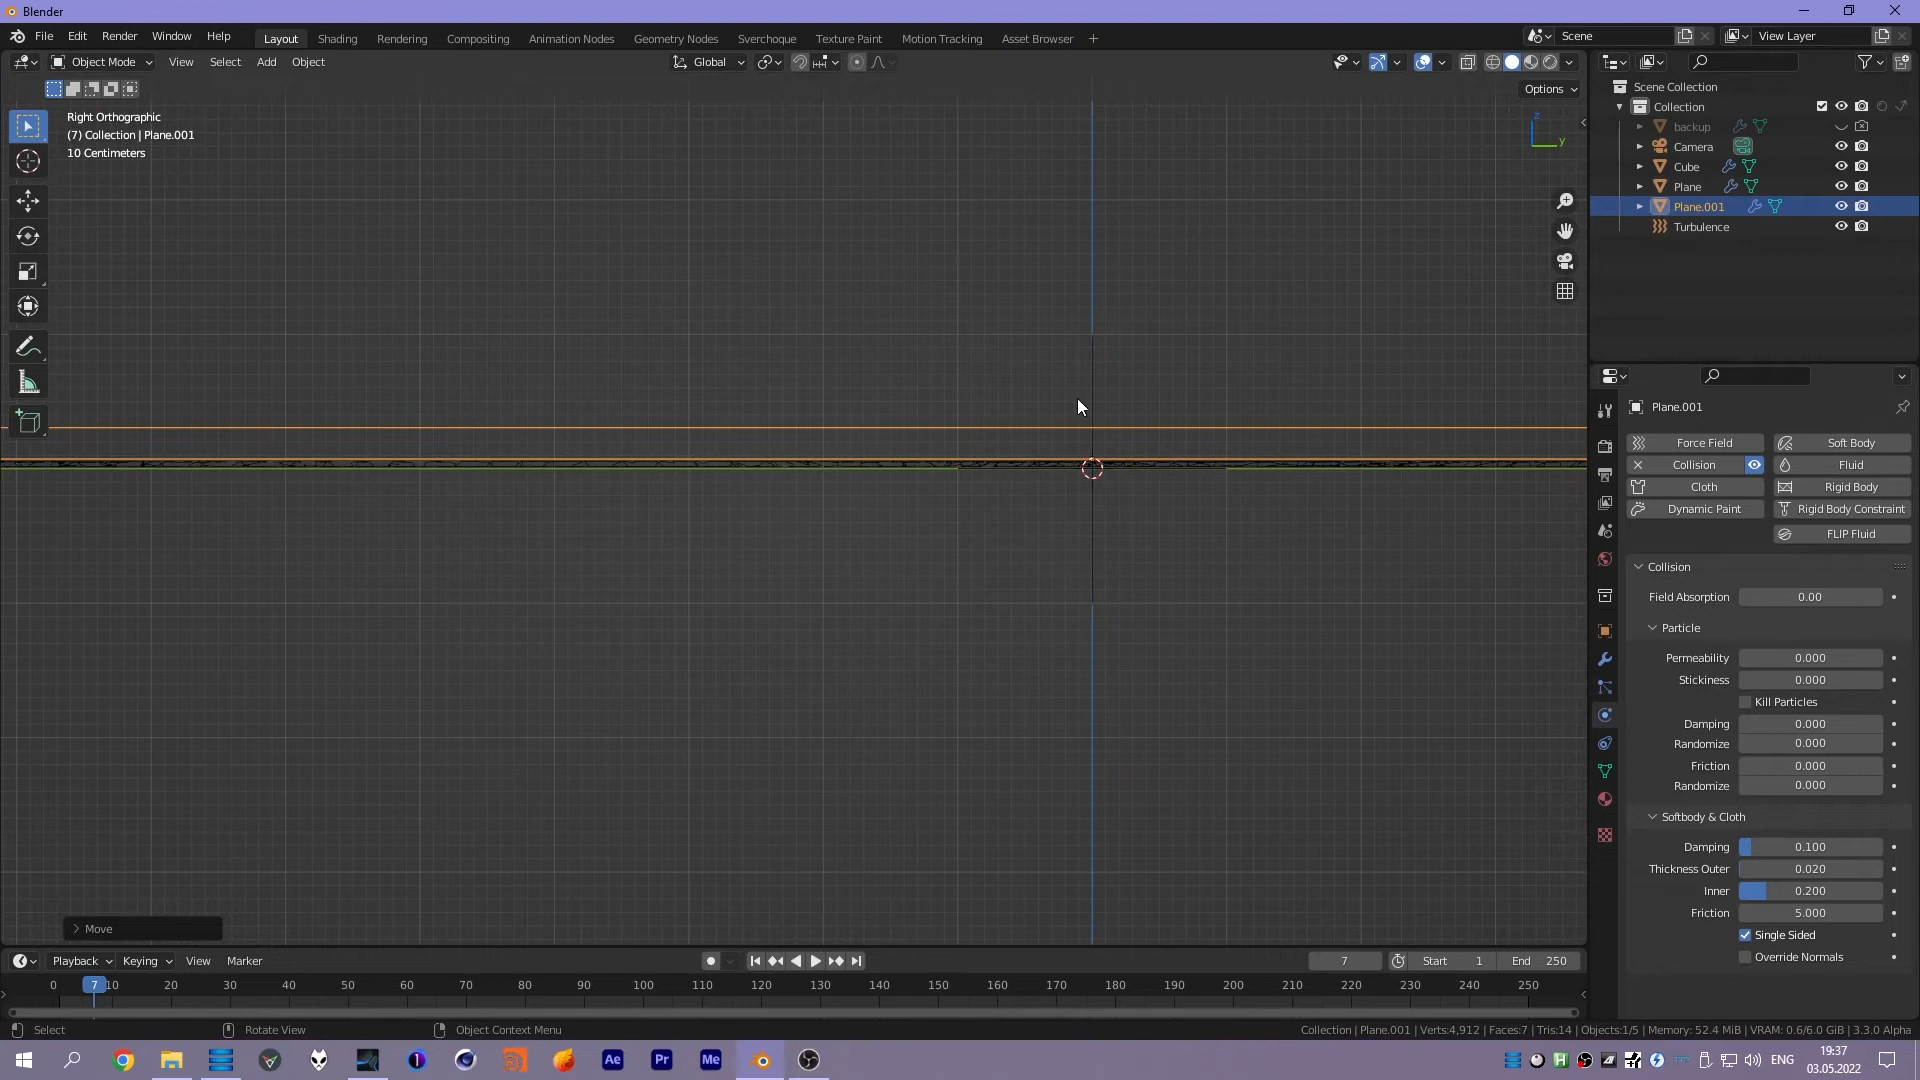 Blender
File Edit Render Window Help Layout Shading Rendering Compositing Animation Nodes Geometry Nodes Sverchoque Texture Paint Motion Tracking Asset Browser + Scene View Layer
Object Mode View Select Add Object Global
Options
Right Orthographic
(7) Collection | Plane.001
10 Centimeters
z
y
Scene Collection
Collection
backup
Camera
Cube
Plane
Plane.001
Turbulence
Plane.001
Force Field Soft Body
Collision Fluid
Cloth Rigid Body
Dynamic Paint Rigid Body Constraint
FLIP Fluid
Collision
Field Absorption 0.00
Particle
Permeability 0.000
Stickiness 0.000
Kill Particles
Damping 0.000
Randomize 0.000
Friction 0.000
Randomize 0.000
Softbody & Cloth
Damping 0.100
Thickness Outer 0.020
Inner 0.200
Friction 5.000
Single Sided
Override Normals
Move
Playback Keying View Marker 7 Start 1 End 250
0 7 10 20 30 40 50 60 70 80 90 100 110 120 130 140 150 160 170 180 190 200 210 220 230 240 250
Select Rotate View Object Context Menu Collection | Plane.001 | Verts:4,912 | Faces:7 | Tris:14 | Objects:1/5 | Memory: 52.4 MiB | VRAM: 0.6/6.0 GiB | 3.3.0 Alpha
Ae Pr Me ENG
19:37
03.05.2022